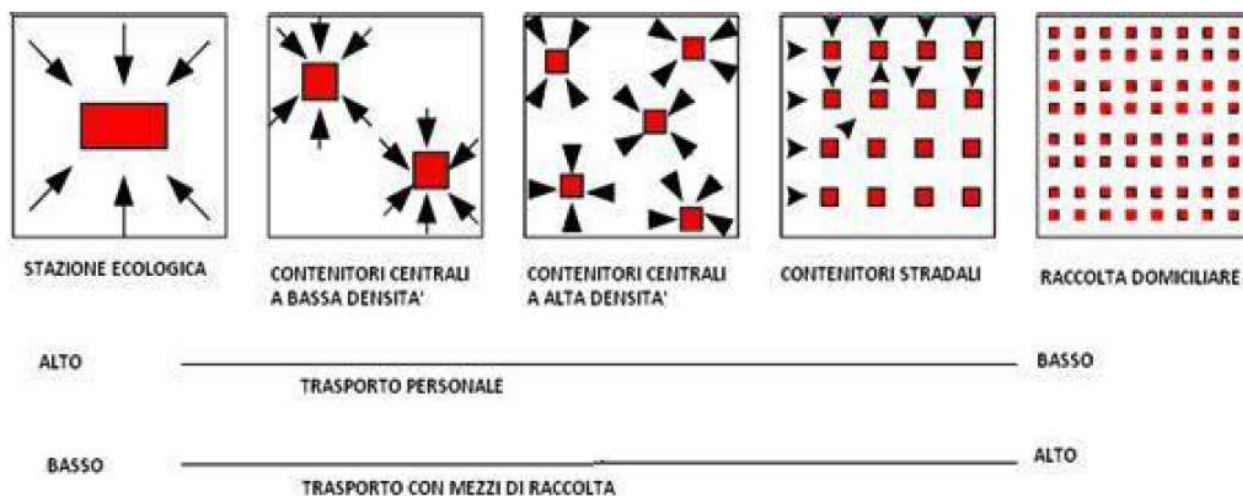 STAZIONE ECOLOGICA
CONTENITORI CENTRALI
A BASSA DENSITA'
CONTENITORI CENTRALI
A ALTA DENSITA'
CONTENITORI STRADALI
RACCOLTA DOMICILIARE
ALTO
BASSO
TRASPORTO PERSONALE
BASSO
ALTO
TRASPORTO CON MEZZI DI RACCOLTA